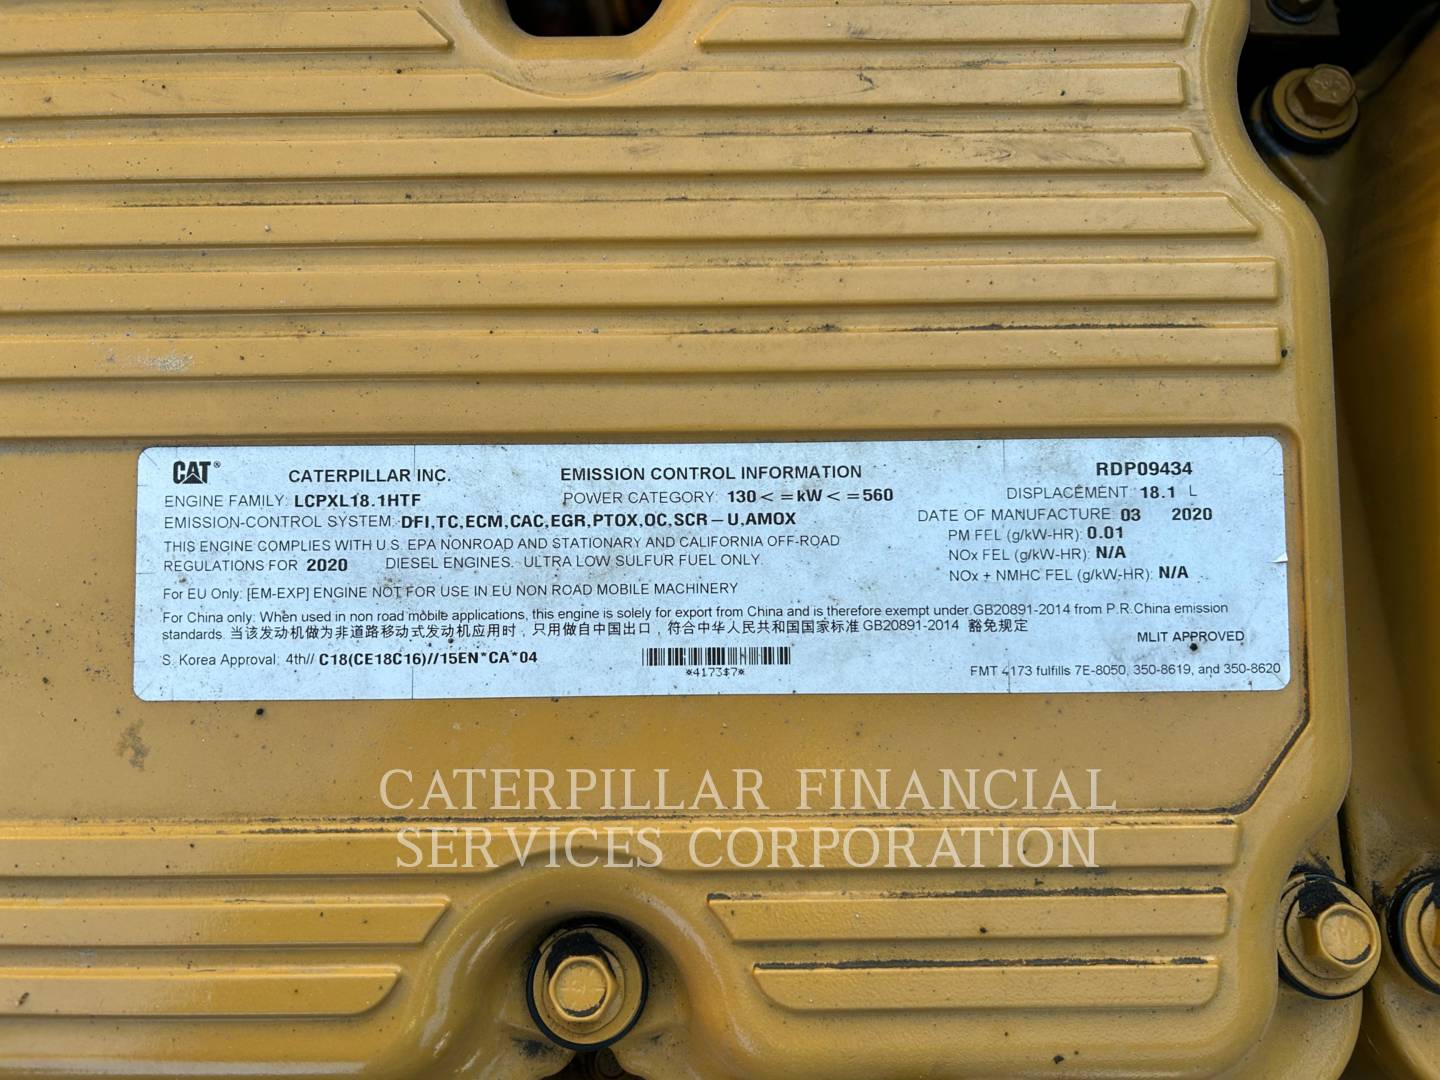 CAT® CATERPILLAR INC. EMISSION CONTROL INFORMATION RDP09434
ENGINE FAMILY: LCPXL18.1HTF POWER CATEGORY: 130 < =kW < =560 DISPLACEMENT: 18.1 L
EMISSION-CONTROL SYSTEM: DFI,TC,ECM,CAC,EGR,PTOX,OC,SCR-U,AMOX DATE OF MANUFACTURE: 03 2020
PM FEL (g/kW-HR): 0.01
THIS ENGINE COMPLIES WITH U.S. EPA NONROAD AND STATIONARY AND CALIFORNIA OFF-ROAD
NOx FEL (g/kW-HR): N/A
REGULATIONS FOR 2020 DIESEL ENGINES. ULTRA LOW SULFUR FUEL ONLY.
NOx + NMHC FEL (g/kW-HR): N/A
For EU Only: [EM-EXP] ENGINE NOT FOR USE IN EU NON ROAD MOBILE MACHINERY
For China only: When used in non road mobile applications, this engine is solely for export from China and is therefore exempt under GB20891-2014 from P.R.China emission
standards. 当该发动机做为非道路移动式发动机应用时，只用做自中国出口，符合中华人民共和国国家标准 GB20891-2014 豁免规定
MLIT APPROVED
S. Korea Approval: 4th// C18(CE18C16)//15EN*CA*04
*4173$7*
FMT 4173 fulfills 7E-8050, 350-8619, and 350-8620
CATERPILLAR FINANCIAL
SERVICES CORPORATION